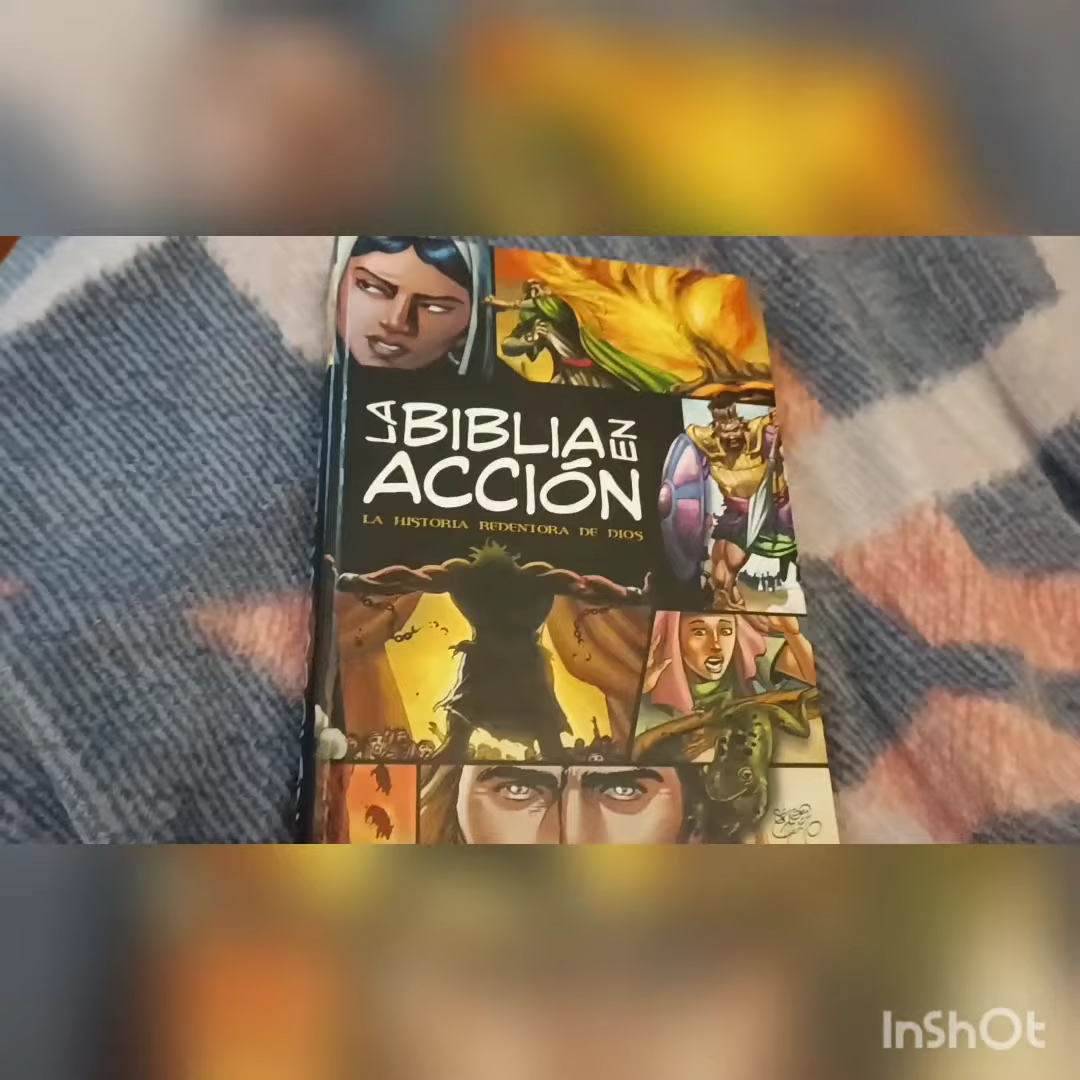 LA BIBLIA EN
ACCIÓN
LA HISTORIA REDENTORA DE DIOS
InShOt